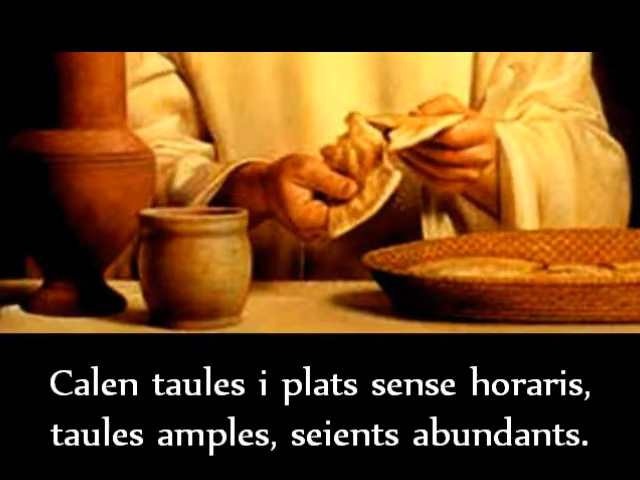 Calen taules i plats sense horaris,
taules amples, seients abundants.